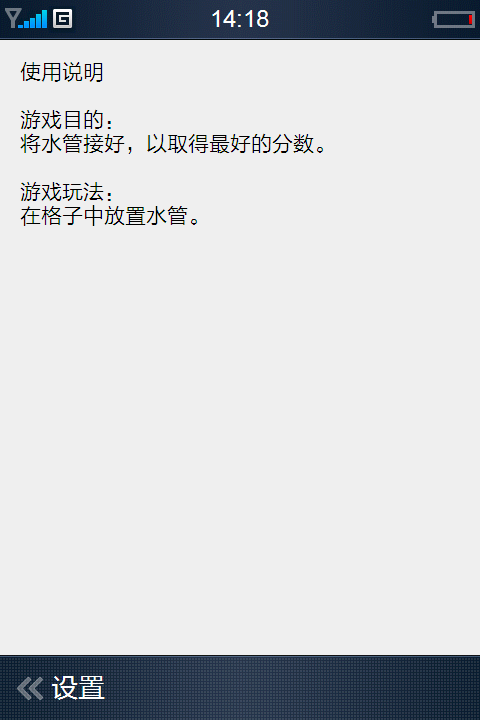 G 14:18
使用说明
游戏目的：
将水管接好，以取得最好的分数。
游戏玩法：
在格子中放置水管。
设置